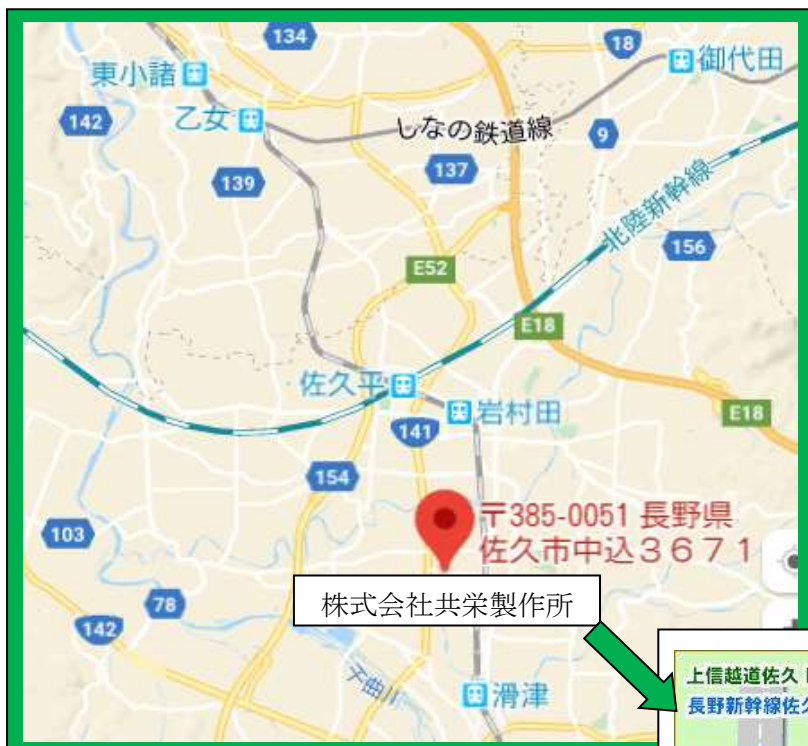 134
18
御代田
東小諸
142
乙女
しなの鉄道線
9
137
139
北陸新幹線
156
E52
E18
佐久平
岩村田
141
E18
154
〒385-0051 長野県
佐久市中込3671
103
株式会社共栄製作所
78
142
千曲川
滑津
上信越道佐久
長野新幹線佐久